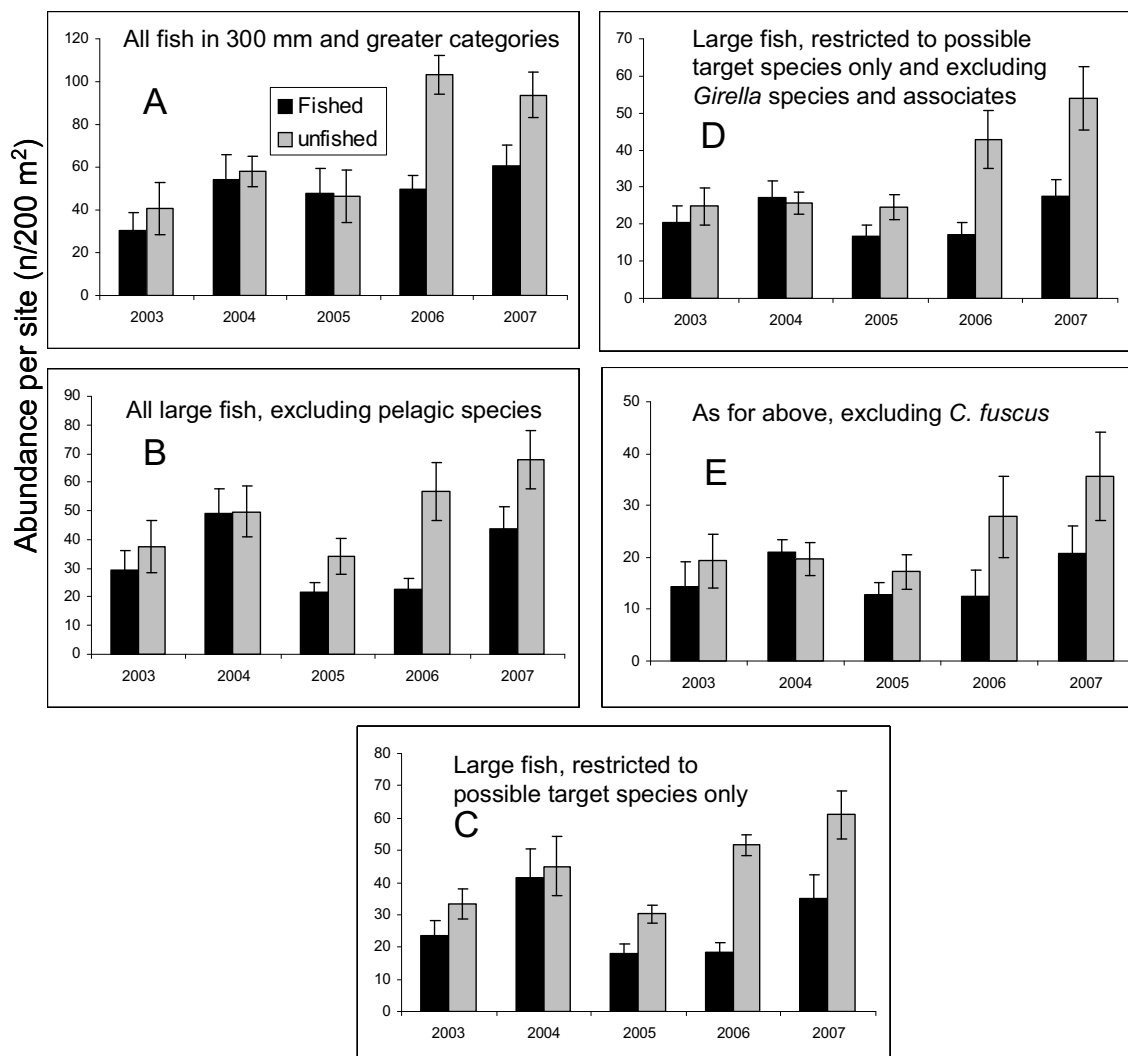 Abundance per site (n/200 m²)
All fish in 300 mm and greater categories
A
Fished
unfished
120
100
80
60
40
20
0
2003 2004 2005 2006 2007
All large fish, excluding pelagic species
B
90
80
70
60
50
40
30
20
10
0
2003 2004 2005 2006 2007
Large fish, restricted to possible
target species only and excluding
Girella species and associates
D
70
60
50
40
30
20
10
0
2003 2004 2005 2006 2007
As for above, excluding C. fuscus
E
50
40
30
20
10
0
2003 2004 2005 2006 2007
Large fish, restricted to
possible target species only
C
80
70
60
50
40
30
20
10
0
2003 2004 2005 2006 2007